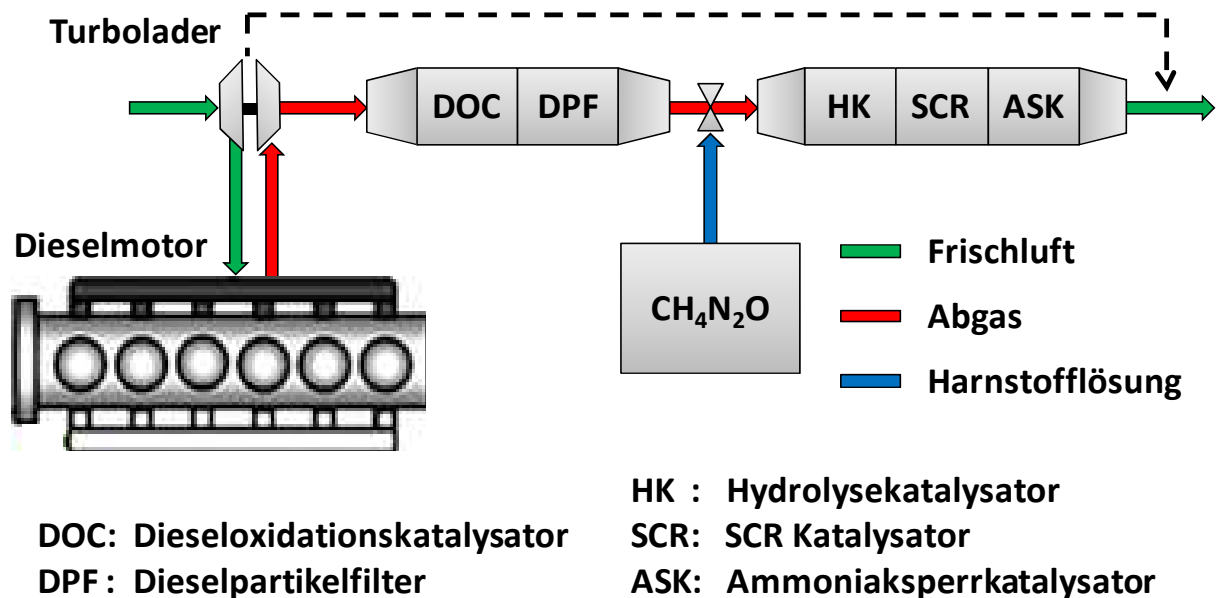 Turbolader
DOC DPF
HK SCR ASK
Dieselmotor
CH₄N₂O
Frischluft
Abgas
Harnstofflösung
DOC: Dieseloxidationskatalysator
DPF : Dieselpartikelfilter
HK : Hydrolysekatalysator
SCR: SCR Katalysator
ASK: Ammoniaksperrkatalysator